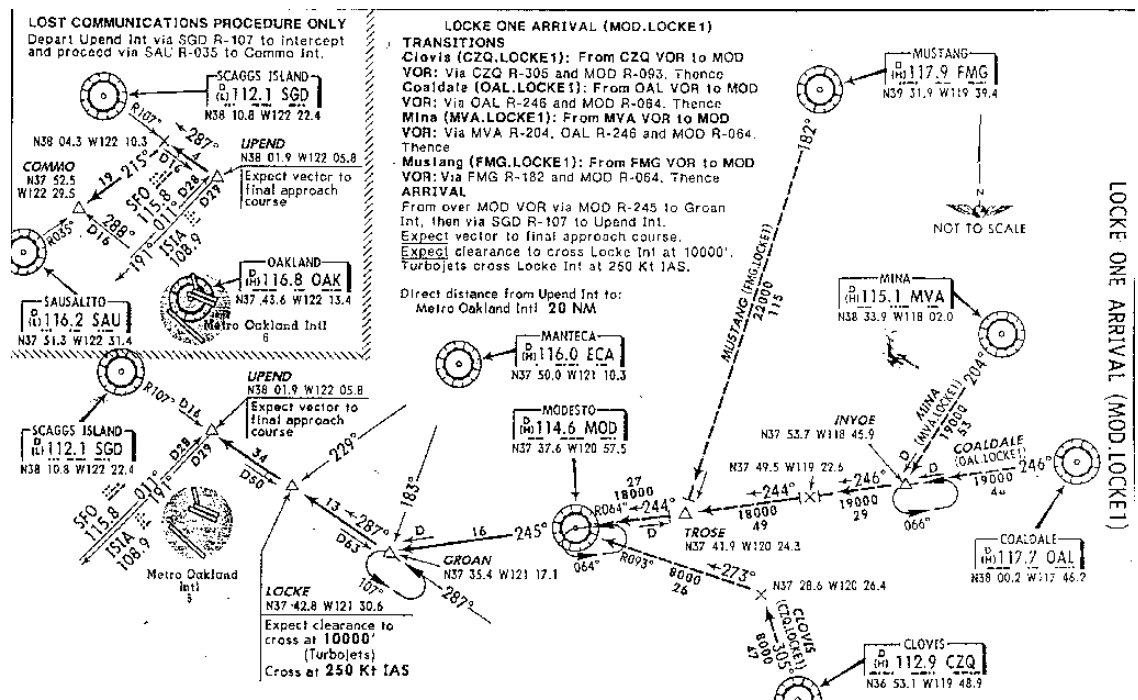 LOST COMMUNICATIONS PROCEDURE ONLY
Depart Upend Int via SGD R-107 to intercept
and proceed via SAU R-035 to Commo Int.
SCAGGS ISLAND
D
(L) 112.1 SGD
N38 10.8 W122 22.4
R107°
287°
4
N38 04.3 W122 10.3
D16
UPEND
N38 01.9 W122 05.8
Expect vector to
final approach
course
COMMO
N37 52.5
W122 29.5
19
215°
SFO
115.8
011°
D28
D29
288°
D16
191°
ISIA
108.9
R035°
OAKLAND
D
(H) 116.8 OAK
N37 43.6 W122 13.4
SAUSALITO
D
(L) 116.2 SAU
N37 51.3 W122 31.4
Metro Oakland Intl
6
LOCKE ONE ARRIVAL (MOD.LOCKE1)
TRANSITIONS
Clovis (CZQ.LOCKE1): From CZQ VOR to MOD
VOR: Via CZQ R-305 and MOD R-093. Thence
Coaldale (OAL.LOCKE1): From OAL VOR to MOD
VOR: Via OAL R-246 and MOD R-064. Thence
Mina (MVA.LOCKE1): From MVA VOR to MOD
VOR: Via MVA R-204, OAL R-246 and MOD R-064.
Thence
Mustang (FMG.LOCKE1): From FMG VOR to MOD
VOR: Via FMG R-182 and MOD R-064. Thence
ARRIVAL
From over MOD VOR via MOD R-245 to Groan
Int, then via SGD R-107 to Upend Int.
Expect vector to final approach course.
Expect clearance to cross Locke Int at 10000'.
Turbojets cross Locke Int at 250 Kt IAS.
Direct distance from Upend Int to:
Metro Oakland Intl 20 NM
MUSTANG
D
(H) 117.9 FMG
N39 31.9 W119 39.4
182°
MUSTANG (FMG.LOCKE1)
22000
115
N
NOT TO SCALE
LOCKE ONE ARRIVAL (MOD.LOCKE1)
MINA
D
(H) 115.1 MVA
N38 33.9 W118 02.0
204°
MINA
(MVA.LOCKE1)
19000
53
D
COALDALE
(OAL.LOCKE1)
246°
D
19000
COALDALE
D
(H) 117.7 OAL
N38 00.2 W117 46.2
INYOE
N37 53.7 W118 45.9
066°
246°
19000
29
N37 49.5 W119 22.6
244°
18000
49
TROSE
N37 41.9 W120 24.3
27
18000
R064°
244°
D
MANTECA
D
(H) 116.0 ECA
N37 50.0 W121 10.3
MODESTO
D
(H) 114.6 MOD
N37 37.6 W120 57.5
064°
R093°
273°
8000
26
N37 28.6 W120 26.4
CLOVIS
(CZQ.LOCKE1)
305°
8000
47
CLOVIS
D
(H) 112.9 CZQ
N36 53.1 W119 48.9
245°
16
D
183°
229°
GROAN
N37 35.4 W121 17.1
107°
287°
13
287°
D63
LOCKE
N37 42.8 W121 30.6
Expect clearance to
cross at 10000'
(Turbojets)
Cross at 250 Kt IAS
34
D50
UPEND
N38 01.9 W122 05.8
Expect vector to
final approach
course
R107°
D16
SCAGGS ISLAND
D
(L) 112.1 SGD
N38 10.8 W122 22.4
D28
D29
SFO
115.8
011°
191°
ISIA
108.9
Metro Oakland
Intl